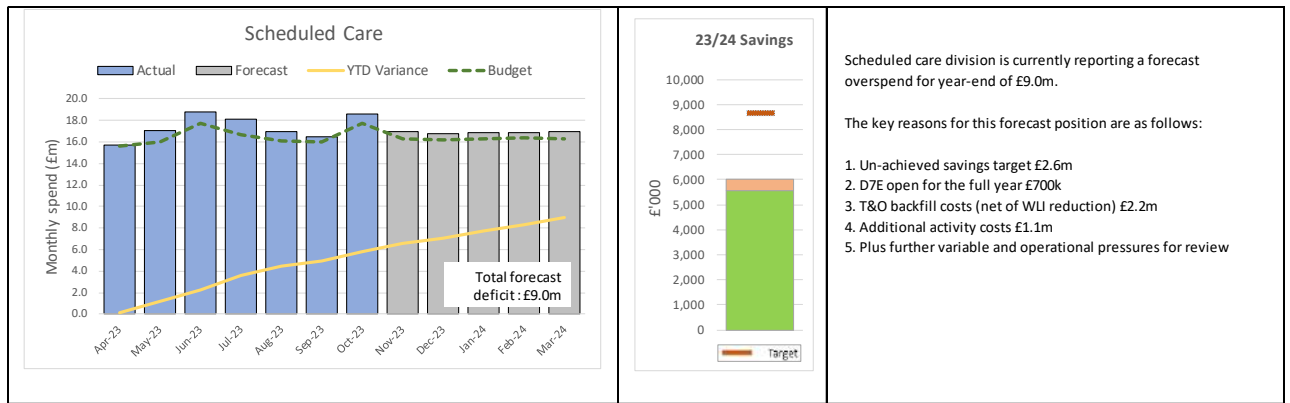 Scheduled Care
Actual
Forecast
YTD Variance
Budget
Monthly spend (£m)
20.0
18.0
16.0
14.0
12.0
10.0
8.0
6.0
4.0
2.0
0.0
Total forecast
deficit : £9.0m
Apr-23
May-23
Jun-23
Jul-23
Aug-23
Sep-23
Oct-23
Nov-23
Dec-23
Jan-24
Feb-24
Mar-24
23/24 Savings
£'000
10,000
9,000
8,000
7,000
6,000
5,000
4,000
3,000
2,000
1,000
0
Target
Scheduled care division is currently reporting a forecast
overspend for year-end of £9.0m.
The key reasons for this forecast position are as follows:
1. Un-achieved savings target £2.6m
2. D7E open for the full year £700k
3. T&O backfill costs (net of WLI reduction) £2.2m
4. Additional activity costs £1.1m
5. Plus further variable and operational pressures for review